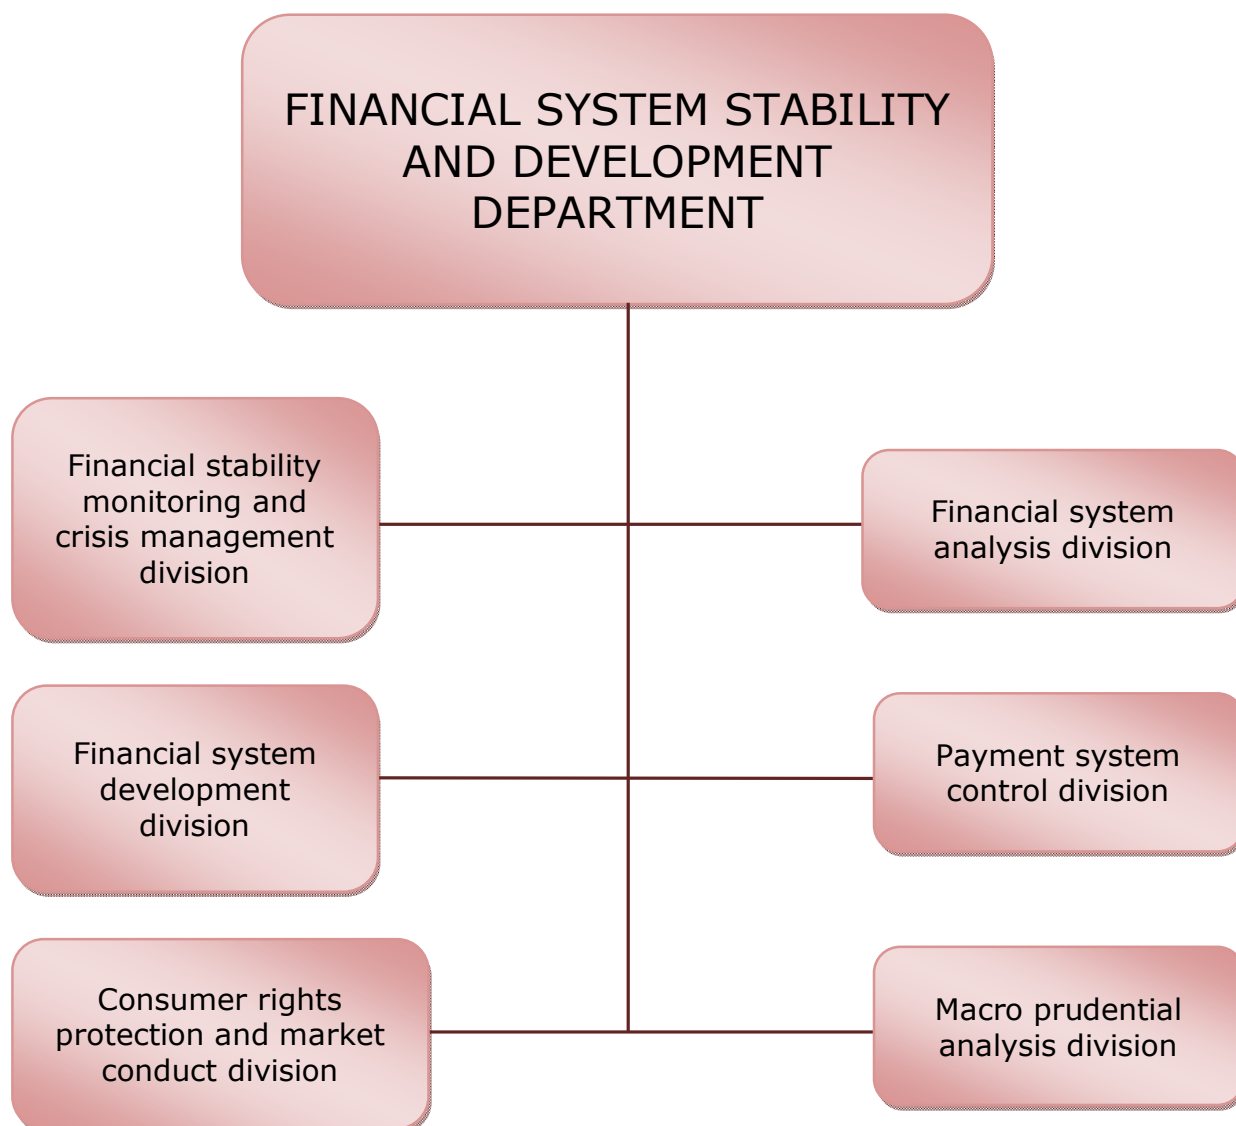 FINANCIAL SYSTEM STABILITY
AND DEVELOPMENT
DEPARTMENT
Financial stability
monitoring and
crisis management
division
Financial system
analysis division
Financial system
development
division
Payment system
control division
Consumer rights
protection and market
conduct division
Macro prudential
analysis division